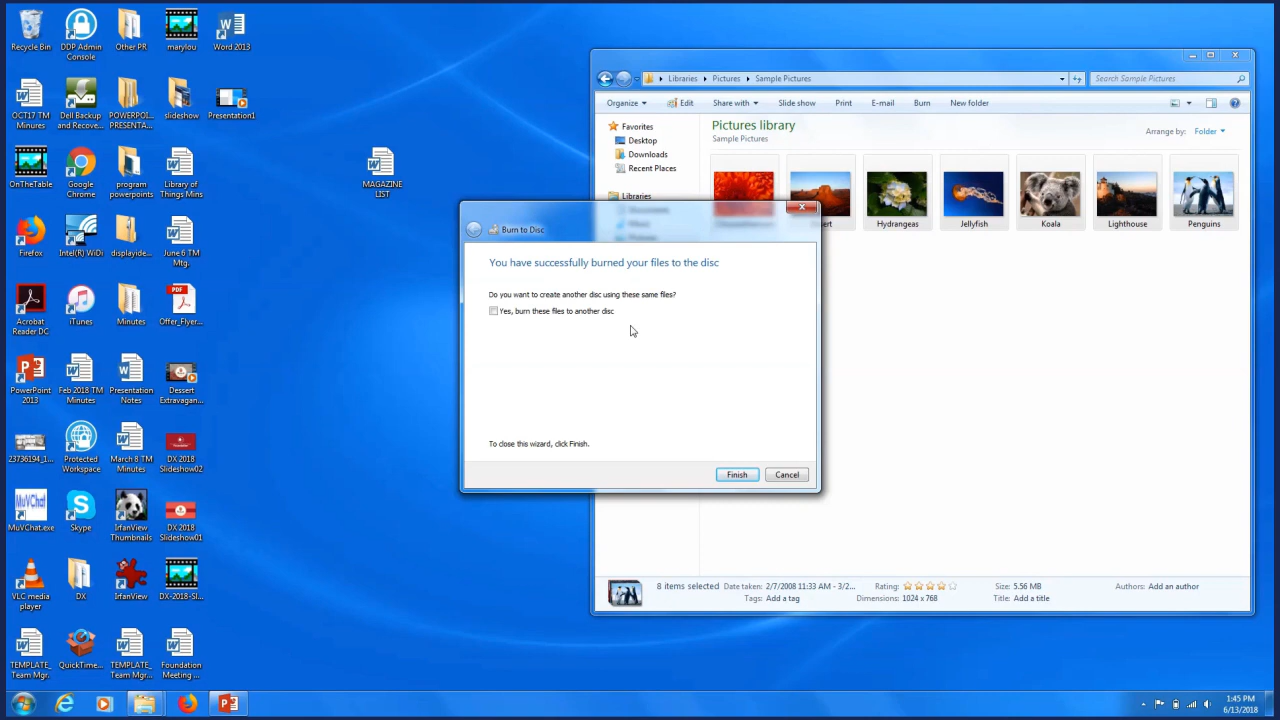 Recycle Bin
DDP Admin
Console
Other PR
marylou
Word 2013
OCT17 TM
Minures
Dell Backup
and Recove...
POWERPOI...
PRESENTA...
slideshow
Presentation1
OnTheTable
Google
Chrome
program
powerpoints
Library of
Things Mins
MAGAZINE
LIST
Firefox
Intel(R) WiDi
displayide...
June 6 TM
Mtg.
Acrobat
Reader DC
iTunes
Minutes
PDF
Offer_Flyer...
PowerPoint
2013
Feb 2018 TM
Minutes
Presentation
Notes
Dessert
Extravagan...
23736194_1...
Protected
Workspace
March 8 TM
Minutes
DX 2018
Slideshow02
MuVChat
MuVChat.exe
Skype
IrfanView
Thumbnails
DX 2018
Slideshow01
VLC media
player
DX
IrfanView
DX-2018-Sl...
TEMPLATE_
Team Mgr.
QuickTime...
TEMPLATE_
Team Mgr...
Foundation
Meeting ...
Libraries Pictures Sample Pictures
Search Sample Pictures
Organize Edit Share with Slide show Print E-mail Burn New folder
Favorites
Desktop
Downloads
Recent Places
Libraries
Pictures library
Sample Pictures
Arrange by: Folder
Hydrangeas
Jellyfish
Koala
Lighthouse
Penguins
Burn to Disc
You have successfully burned your files to the disc
Do you want to create another disc using these same files?
Yes, burn these files to another disc
To close this wizard, click Finish.
Finish Cancel
8 items selected Date taken: 2/7/2008 11:33 AM - 3/2... Rating: Size: 5.56 MB Authors: Add an author
Tags: Add a tag Dimensions: 1024 x 768 Title: Add a title
1:45 PM
6/13/2018